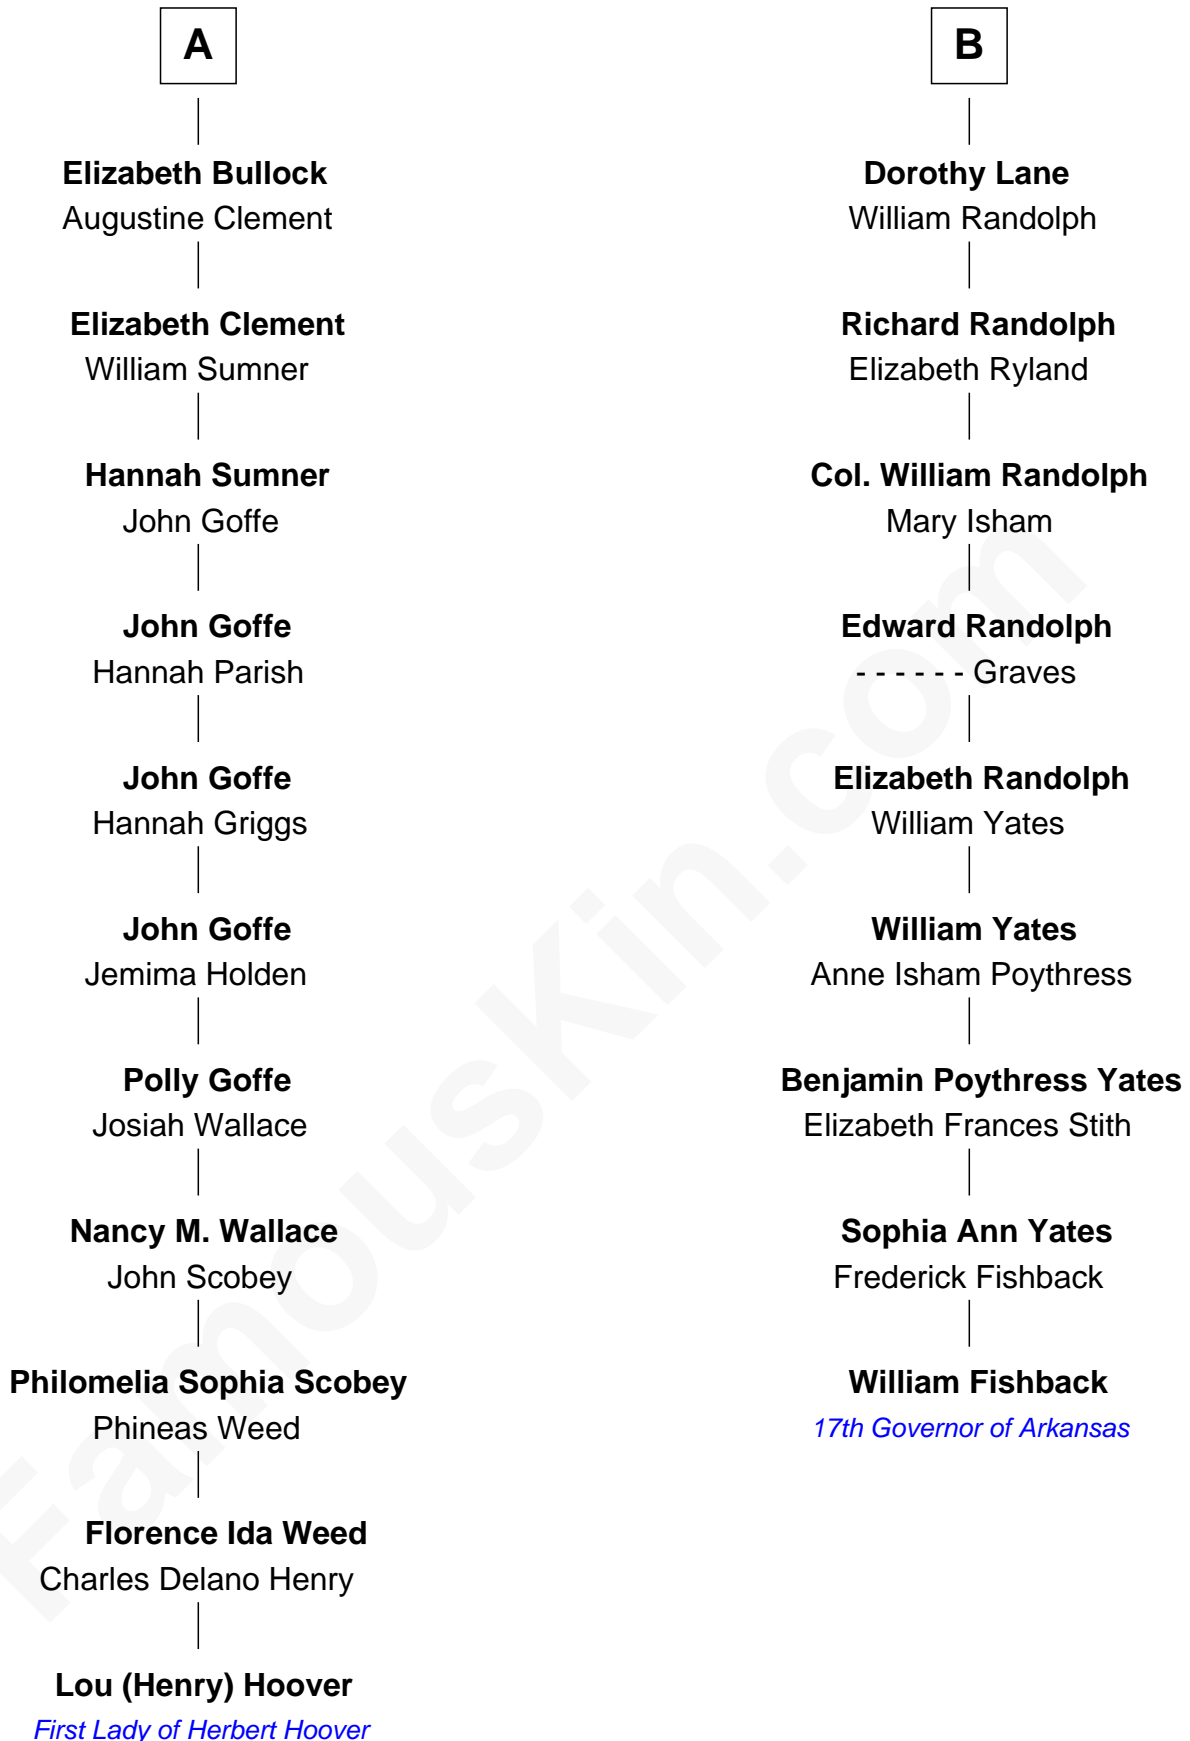 A
Elizabeth Bullock
Augustine Clement
Elizabeth Clement
William Sumner
Hannah Sumner
John Goffe
John Goffe
Hannah Parish
John Goffe
Hannah Griggs
John Goffe
Jemima Holden
Polly Goffe
Josiah Wallace
Nancy M. Wallace
John Scobey
Philomelia Sophia Scobey
Phineas Weed
Florence Ida Weed
Charles Delano Henry
Lou (Henry) Hoover
First Lady of Herbert Hoover
B
Dorothy Lane
William Randolph
Richard Randolph
Elizabeth Ryland
Col. William Randolph
Mary Isham
Edward Randolph
- - - - - - Graves
Elizabeth Randolph
William Yates
William Yates
Anne Isham Poythress
Benjamin Poythress Yates
Elizabeth Frances Stith
Sophia Ann Yates
Frederick Fishback
William Fishback
17th Governor of Arkansas
FamousKin.com